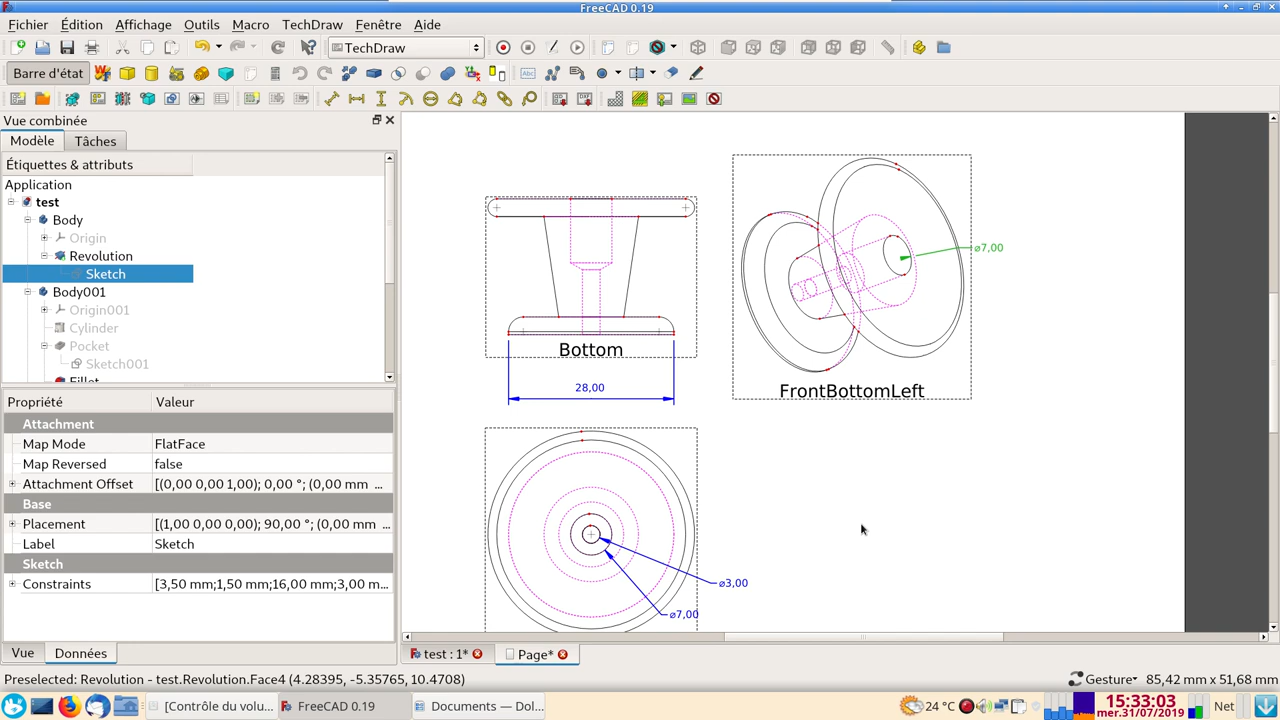 FreeCAD 0.19
Fichier Édition Affichage Outils Macro TechDraw Fenêtre Aide
TechDraw
Barre d'état
Abc
Vue combinée
Modèle Tâches
Étiquettes & attributs
Application
test
Body
Origin
Revolution
Sketch
Body001
Origin001
Cylinder
Pocket
Sketch001
Fillet
Propriété Valeur
Attachment
Map Mode FlatFace
Map Reversed false
Attachment Offset [(0,00 0,00 1,00); 0,00 °; (0,00 mm ...
Base
Placement [(1,00 0,00 0,00); 90,00 °; (0,00 mm ...
Label Sketch
Sketch
Constraints [3,50 mm;1,50 mm;16,00 mm;3,00 m...
Vue Données
Bottom
28,00
⌀7,00
FrontBottomLeft
⌀3,00
⌀7,00
test : 1* Page*
Preselected: Revolution - test.Revolution.Face4 (4.28395, -5.35765, 10.4708)
Gesture 85,42 mm x 51,68 mm
[Contrôle du volu... FreeCAD 0.19 Documents — Dol...
24 °C
15:33:03
mer.31/07/2019
Net